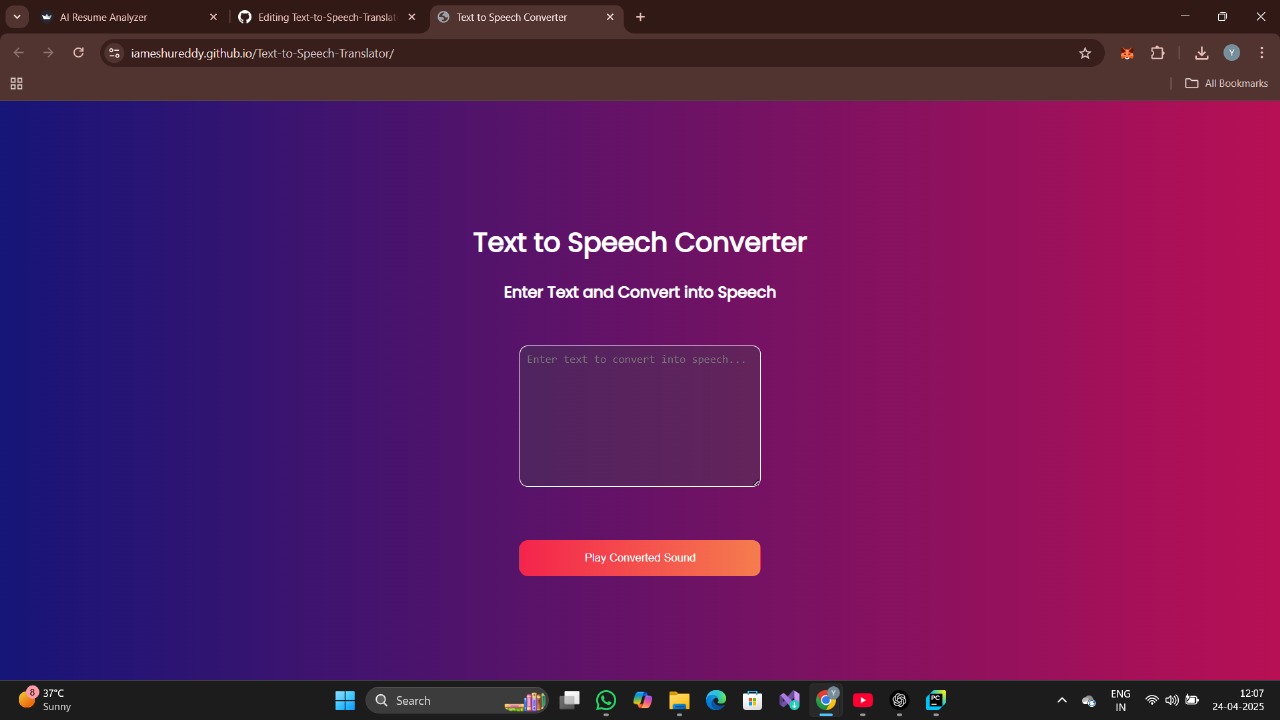 AI Resume Analyzer
Editing Text-to-Speech-Translat
Text to Speech Converter
iameshureddy.github.io/Text-to-Speech-Translator/
Y
All Bookmarks
Text to Speech Converter
Enter Text and Convert into Speech
Enter text to convert into speech...
Play Converted Sound
8
37°C
Sunny
Search
Y
PC
ENG
IN
12:07
24-04-2025